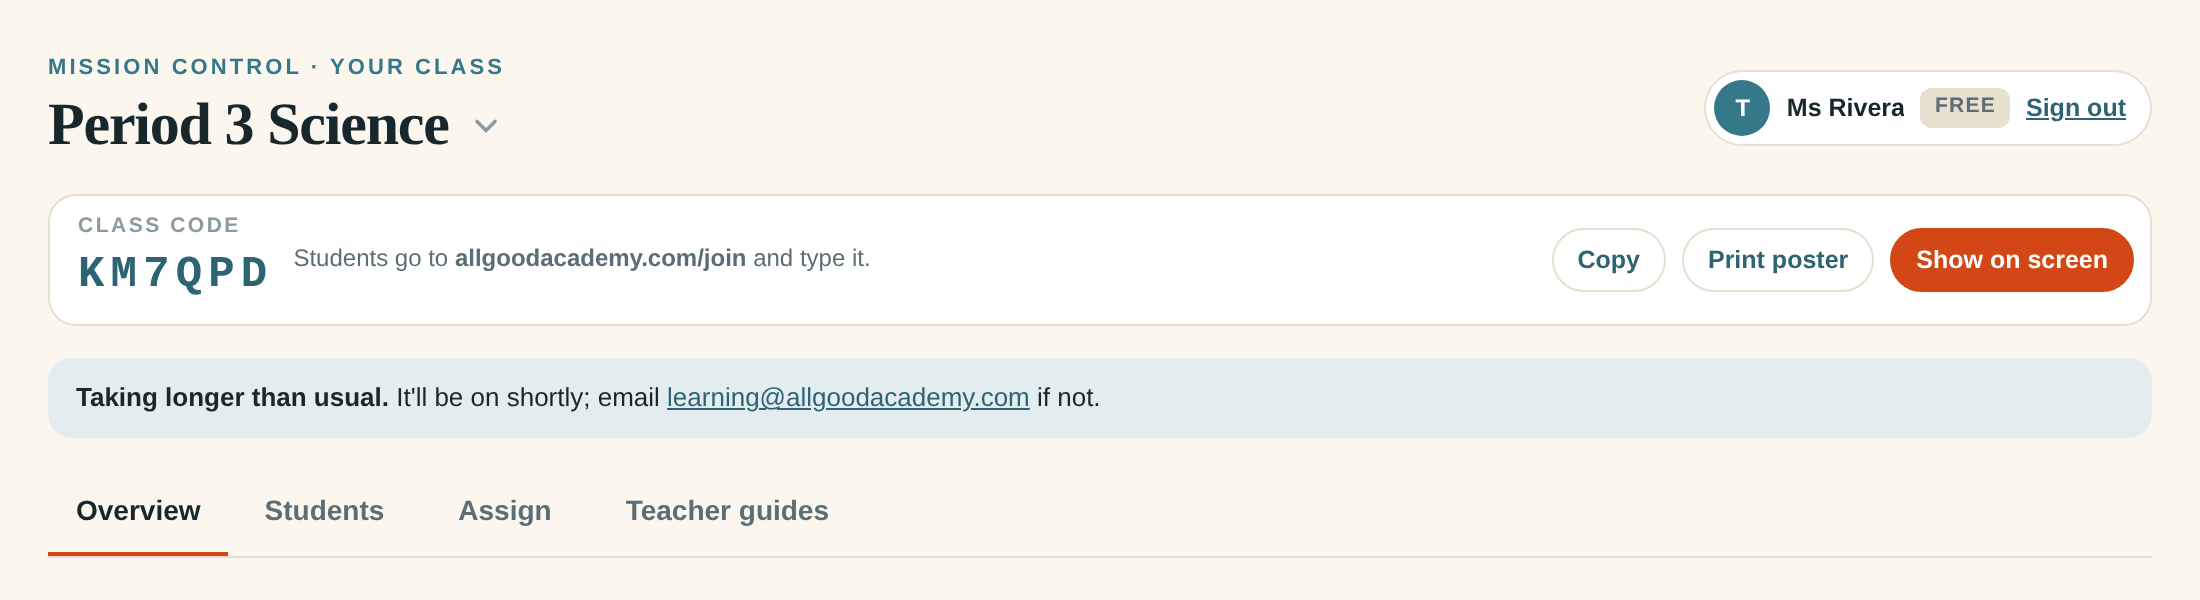 MISSION CONTROL · YOUR CLASS
Period 3 Science
T Ms Rivera FREE Sign out
CLASS CODE
KM7QPD Students go to allgoodacademy.com/join and type it.
Copy Print poster Show on screen
Taking longer than usual. It'll be on shortly; email learning@allgoodacademy.com if not.
Overview Students Assign Teacher guides